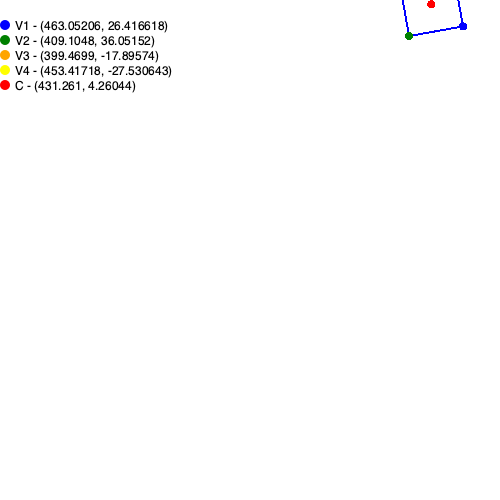 V1 - (463.05206, 26.416618)
V2 - (409.1048, 36.05152)
V3 - (399.4699, -17.89574)
V4 - (453.41718, -27.530643)
C - (431.261, 4.26044)